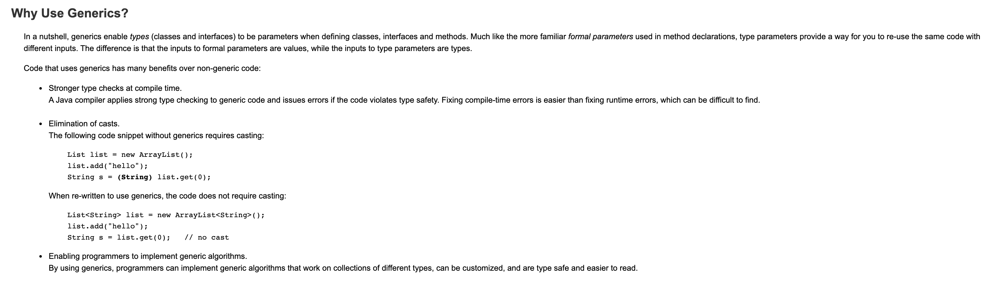 Why Use Generics?
In a nutshell, generics enable types (classes and interfaces) to be parameters when defining classes, interfaces and methods. Much like the more familiar formal parameters used in method declarations, type parameters provide a way for you to re-use the same code with
different inputs. The difference is that the inputs to formal parameters are values, while the inputs to type parameters are types.
Code that uses generics has many benefits over non-generic code:
• Stronger type checks at compile time.
A Java compiler applies strong type checking to generic code and issues errors if the code violates type safety. Fixing compile-time errors is easier than fixing runtime errors, which can be difficult to find.
• Elimination of casts.
The following code snippet without generics requires casting:
List list = new ArrayList();
list.add("hello");
String s = (String) list.get(0);
When re-written to use generics, the code does not require casting:
List<String> list = new ArrayList<String>();
list.add("hello");
String s = list.get(0);   // no cast
• Enabling programmers to implement generic algorithms.
By using generics, programmers can implement generic algorithms that work on collections of different types, can be customized, and are type safe and easier to read.